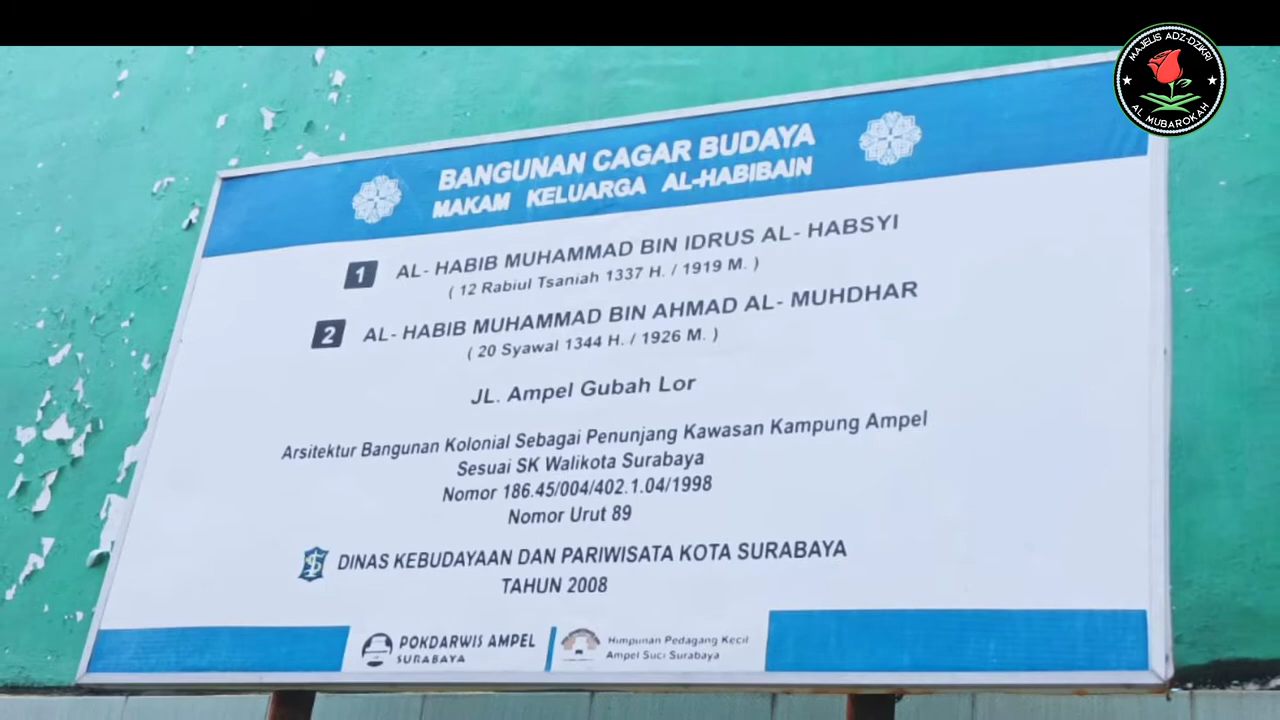 MAJELIS ADZ-DZIKRI
AL MUBAROKAH
BANGUNAN CAGAR BUDAYA
MAKAM KELUARGA AL-HABIBAIN
1 AL- HABIB MUHAMMAD BIN IDRUS AL- HABSYI
( 12 Rabiul Tsaniah 1337 H. / 1919 M. )
2 AL- HABIB MUHAMMAD BIN AHMAD AL- MUHDHAR
( 20 Syawal 1344 H. / 1926 M. )
JL. Ampel Gubah Lor
Arsitektur Bangunan Kolonial Sebagai Penunjang Kawasan Kampung Ampel
Sesuai SK Walikota Surabaya
Nomor 186.45/004/402.1.04/1998
Nomor Urut 89
DINAS KEBUDAYAAN DAN PARIWISATA KOTA SURABAYA
TAHUN 2008
POKDARWIS AMPEL
SURABAYA
Himpunan Pedagang Kecil
Ampel Suci Surabaya